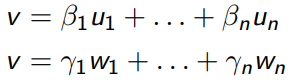 v = β₁u₁ + . . . + βₙuₙ
v = γ₁w₁ + . . . + γₙwₙ